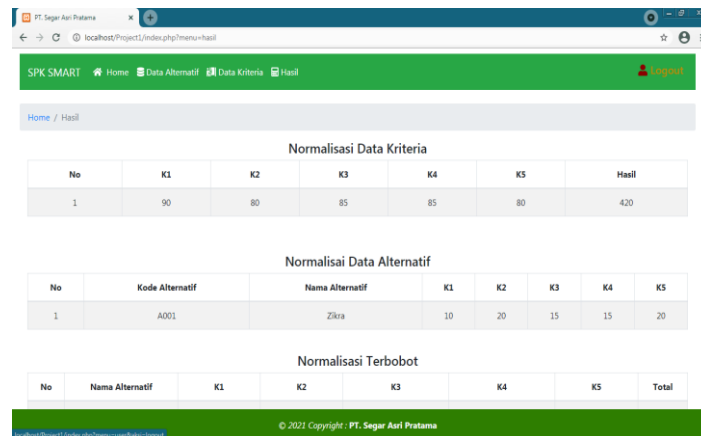 PT. Segar Asri Pratama
localhost/Project1/index.php?menu=hasil
SPK SMART Home Data Alternatif Data Kriteria Hasil Logout
Home / Hasil
Normalisasi Data Kriteria
No K1 K2 K3 K4 K5 Hasil
1 90 80 85 85 80 420
Normalisai Data Alternatif
No Kode Alternatif Nama Alternatif K1 K2 K3 K4 K5
1 A001 Zikra 10 20 15 15 20
Normalisasi Terbobot
No Nama Alternatif K1 K2 K3 K4 K5 Total
© 2021 Copyright : PT. Segar Asri Pratama